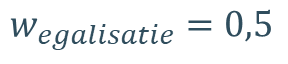 w_egalisatie = 0,5